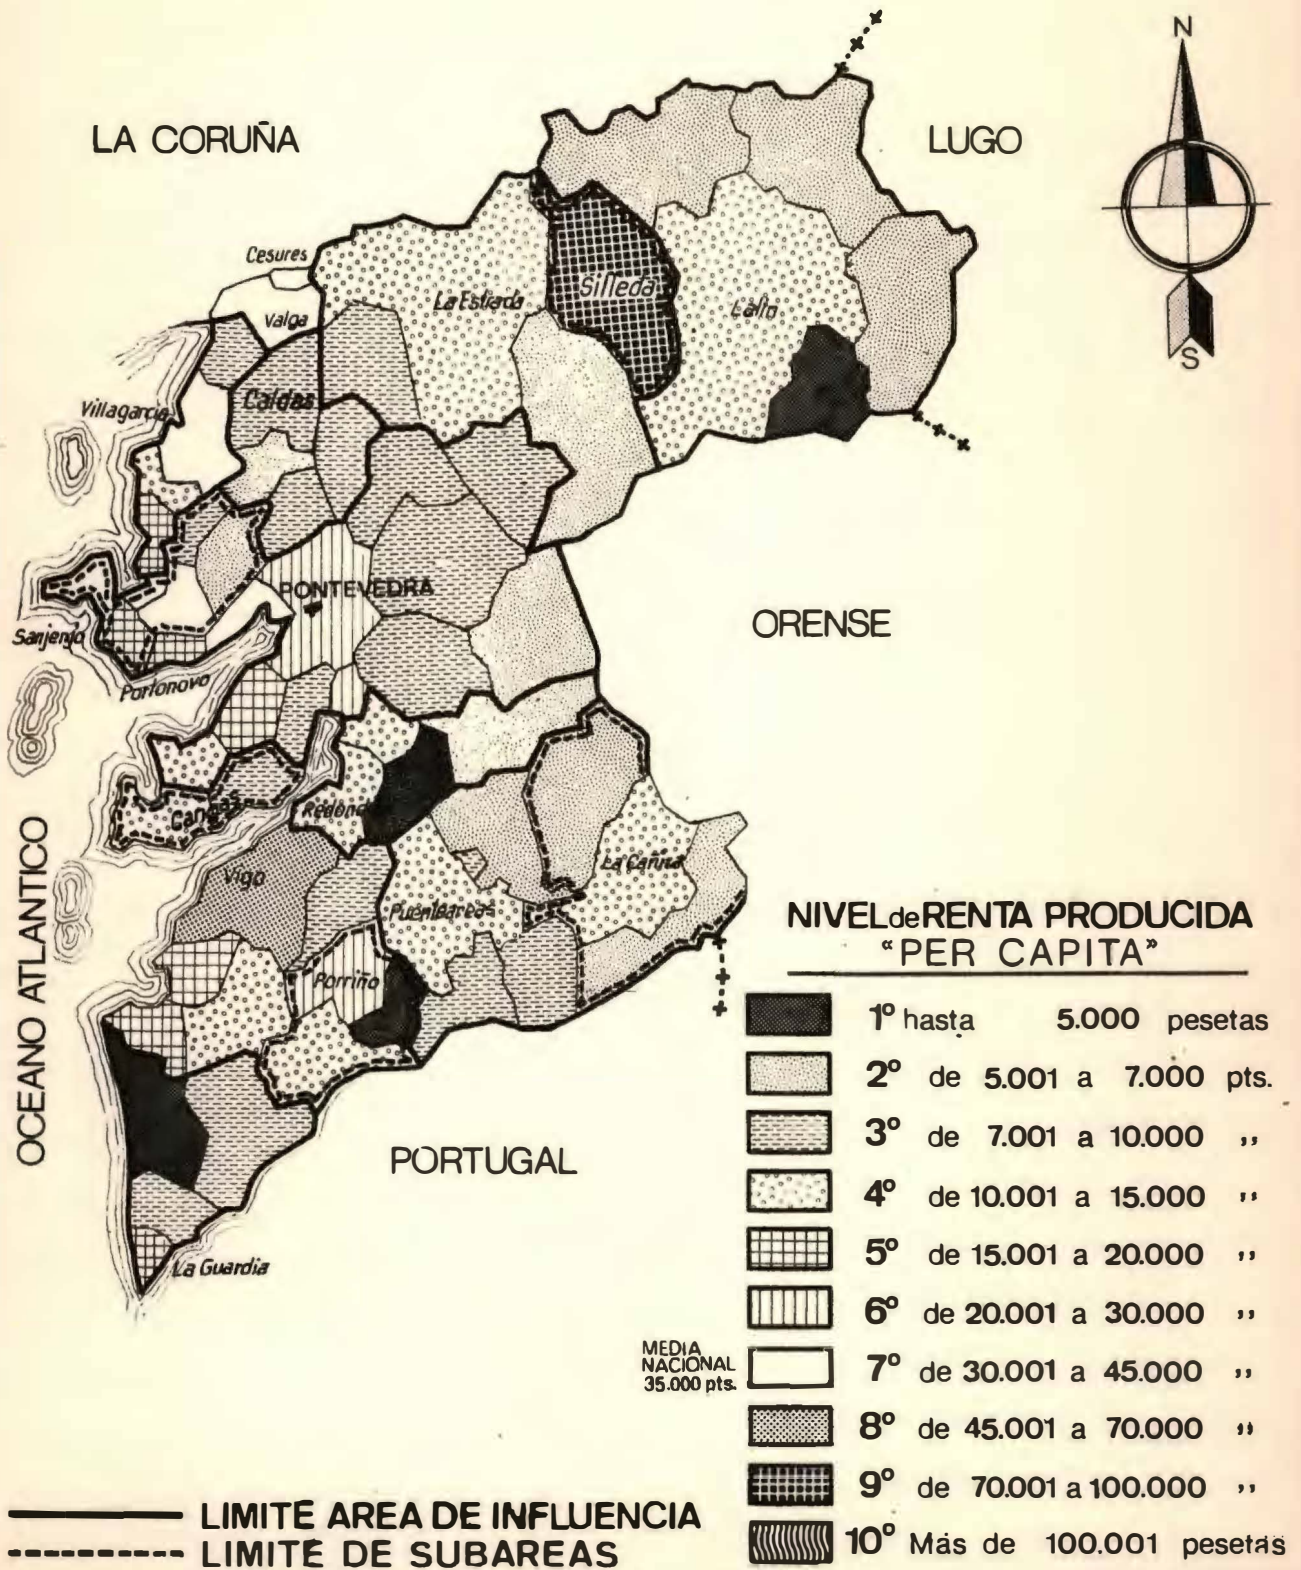 N
LA CORUÑA
LUGO
Cesures
La Estrada
Silleda
Lalín
Valga
S
Villagarcia
Caldas
PONTEVEDRA
ORENSE
Sanjenjo
Portonovo
Cangas
Redond
Vigo
La Cañiza
Puenteareas
Porriño
OCEANO ATLANTICO
PORTUGAL
La Guardia
NIVEL de RENTA PRODUCIDA
“PER CAPITA”
1º hasta 5.000 pesetas
2º de 5.001 a 7.000 pts.
3º de 7.001 a 10.000 ,,
4º de 10.001 a 15.000 ,,
5º de 15.001 a 20.000 ,,
6º de 20.001 a 30.000 ,,
MEDIA
NACIONAL
35.000 pts.
7º de 30.001 a 45.000 ,,
8º de 45.001 a 70.000 ,,
9º de 70.001 a 100.000 ,,
10º Más de 100.001 pesetas
LIMITE AREA DE INFLUENCIA
LIMITE DE SUBAREAS